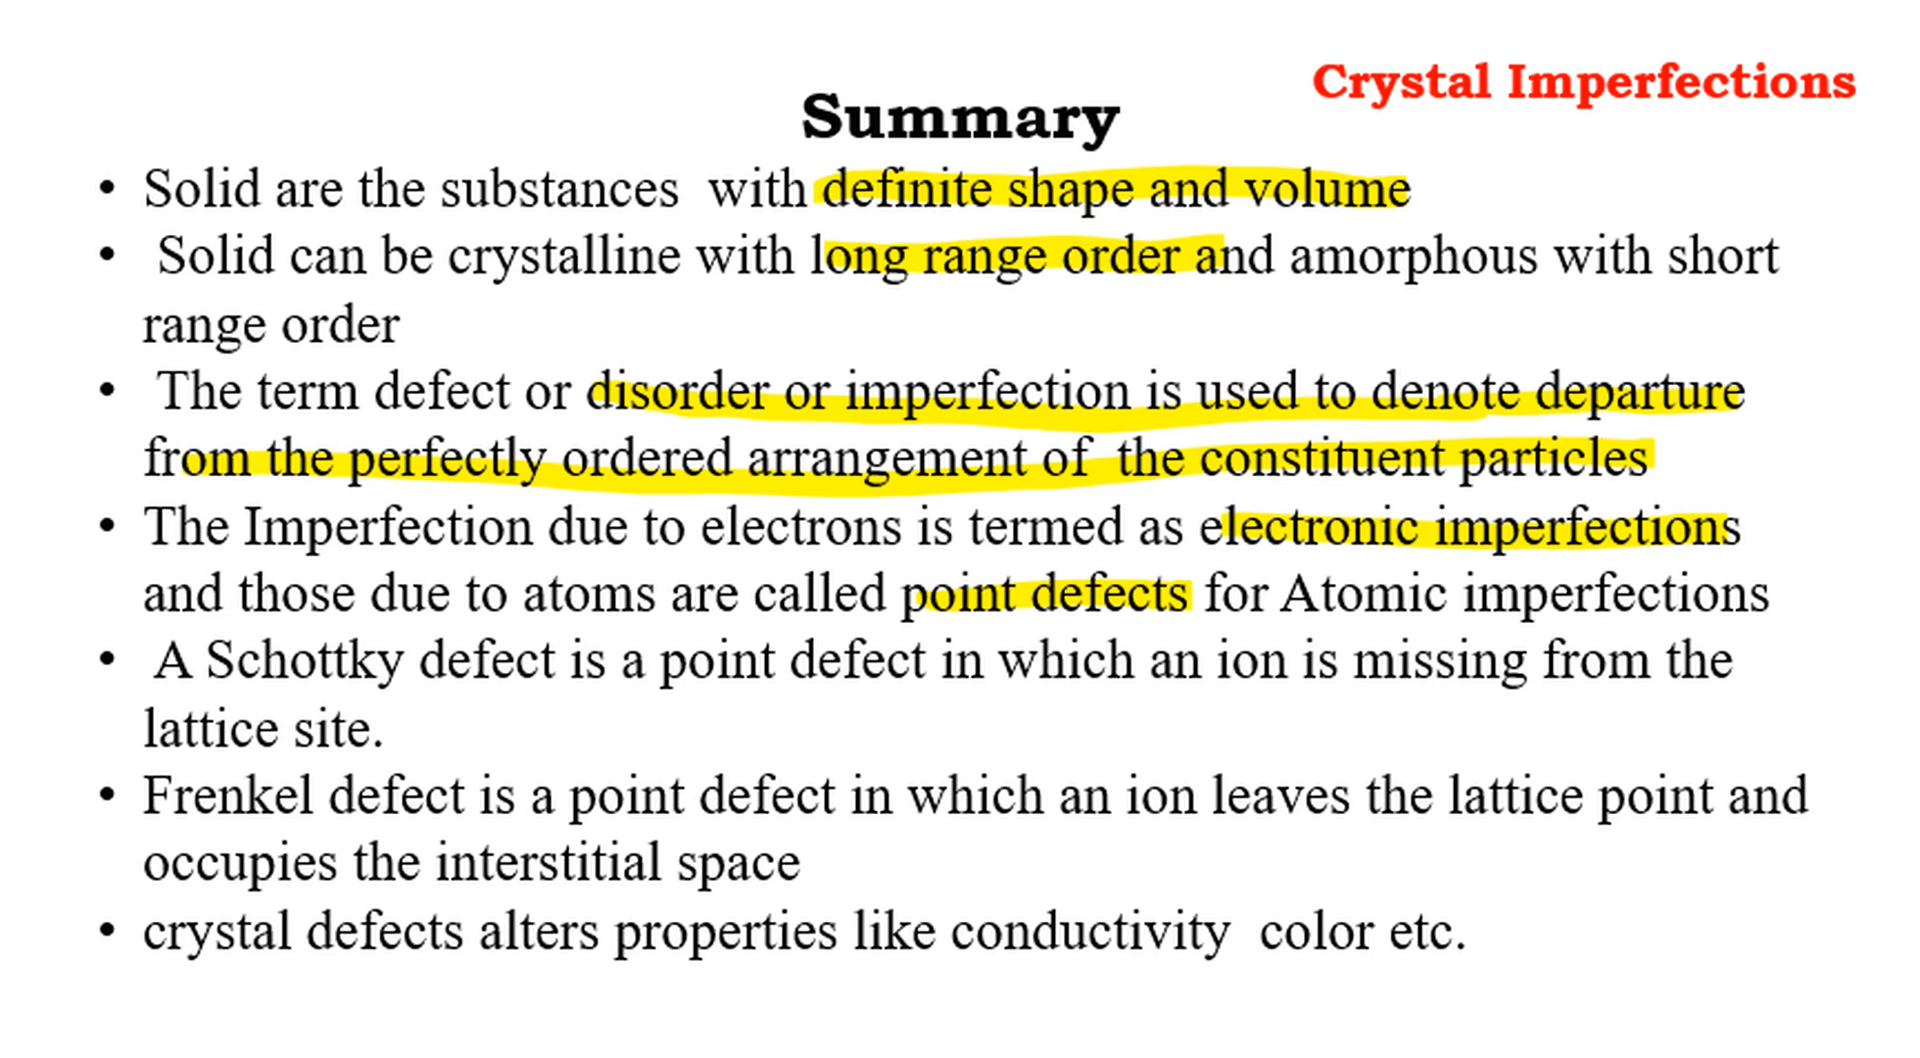 Crystal Imperfections
Summary
• Solid are the substances  with definite shape and volume
•  Solid can be crystalline with long range order and amorphous with short
range order
•  The term defect or disorder or imperfection is used to denote departure
from the perfectly ordered arrangement of  the constituent particles
• The Imperfection due to electrons is termed as electronic imperfections
and those due to atoms are called point defects for Atomic imperfections
•  A Schottky defect is a point defect in which an ion is missing from the
lattice site.
• Frenkel defect is a point defect in which an ion leaves the lattice point and
occupies the interstitial space
• crystal defects alters properties like conductivity  color etc.